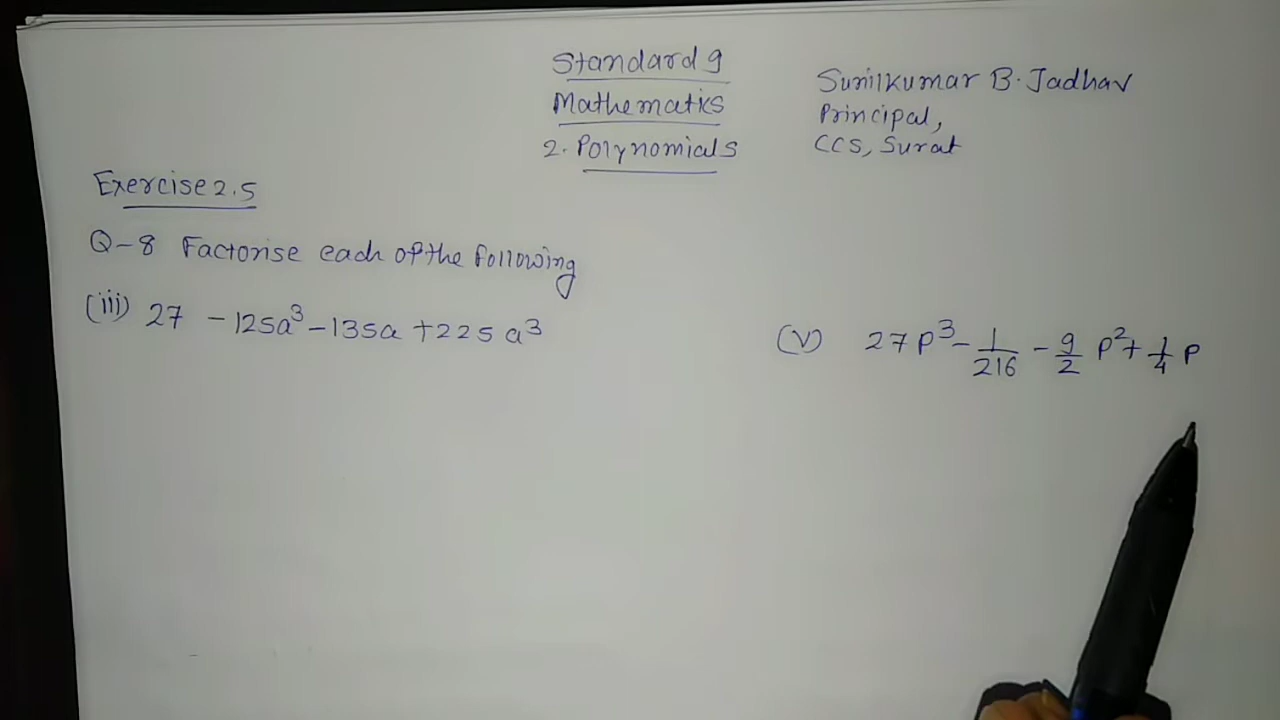 Standard 9
Mathematics
2. Polynomials
Sunilkumar B. Jadhav
Principal,
CCS, Surat
Exercise 2.5
Q-8 Factorise each of the following
(iii) 27 - 125a³ - 135a + 225a³
(V) 27p³ - 1/216 - 9/2 p² + 1/4 p